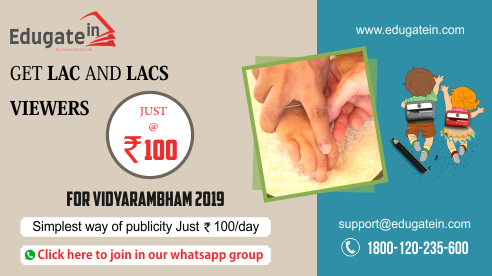 Edugatein
GET LAC AND LACS
VIEWERS
JUST
@
₹100
FOR VIDYARAMBHAM 2019
Simplest way of publicity Just ₹ 100/day
Click here to join in our whatsapp group
www.edugatein.com
support@edugatein.com
1800-120-235-600